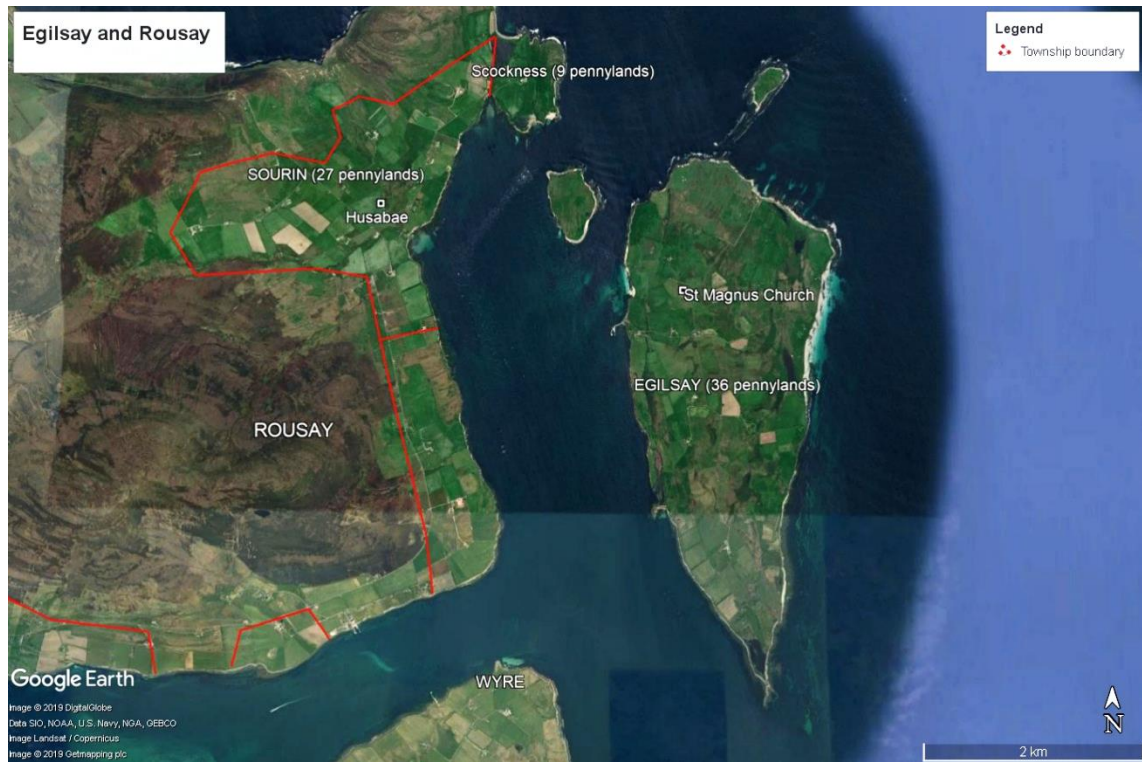 Egilsay and Rousay
Legend
Township boundary
Scockness (9 pennylands)
SOURIN (27 pennylands)
Husabae
St Magnus Church
EGILSAY (36 pennylands)
ROUSAY
WYRE
Google Earth
Image © 2019 DigitalGlobe
Data SIO, NOAA, U.S. Navy, NGA, GEBCO
Image Landsat / Copernicus
Image © 2019 Getmapping plc
N
2 km